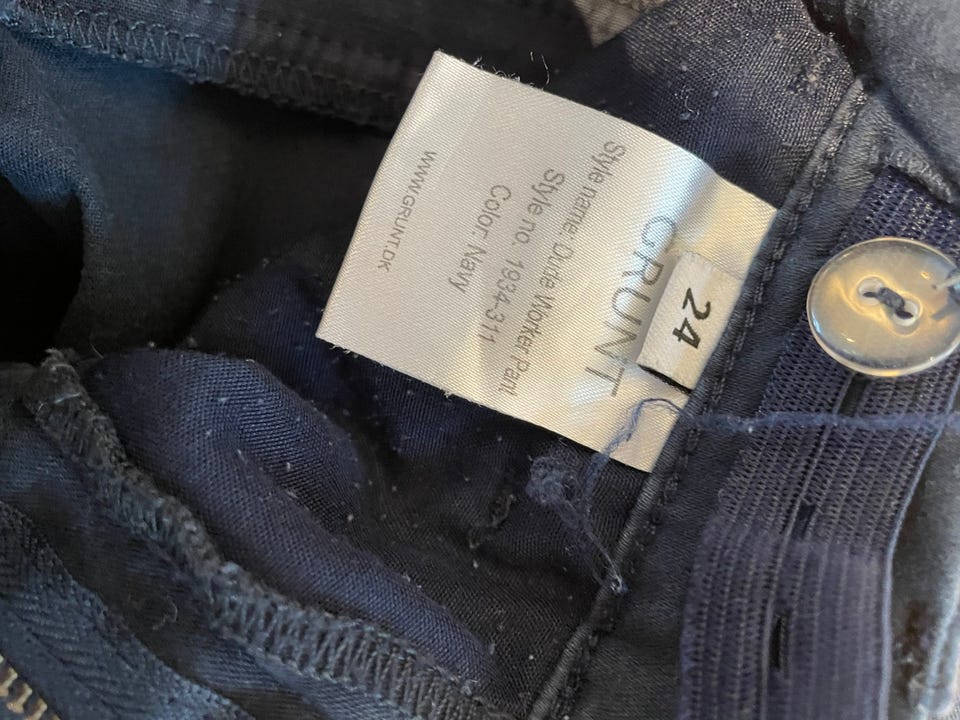 24
GRUNT
Style name: Dude Worker Pant
Style no. 1934-311
Color: Navy
WWW.GRUNT.DK